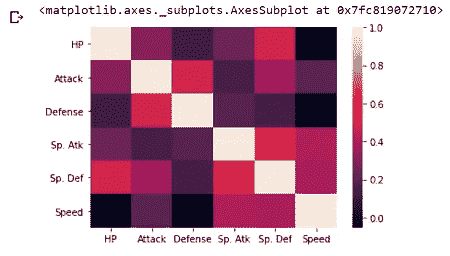 <matplotlib.axes._subplots.AxesSubplot at 0x7fc819072710>
HP
Attack
Defense
Sp. Atk
Sp. Def
Speed
HP Attack Defense Sp. Atk Sp. Def Speed
1.0
0.8
0.6
0.4
0.2
0.0